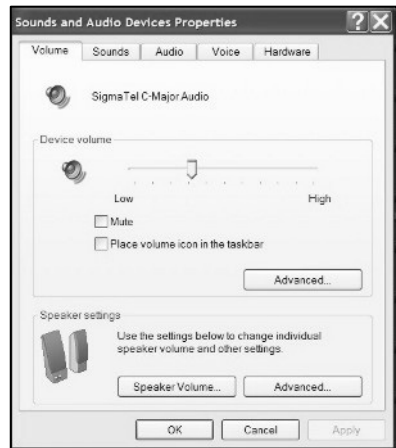 Sounds and Audio Devices Properties
Volume Sounds Audio Voice Hardware
SigmaTel C-Major Audio
Device volume
Low High
Mute
Place volume icon in the taskbar
Advanced...
Speaker settings
Use the settings below to change individual
speaker volume and other settings.
Speaker Volume... Advanced...
OK Cancel Apply